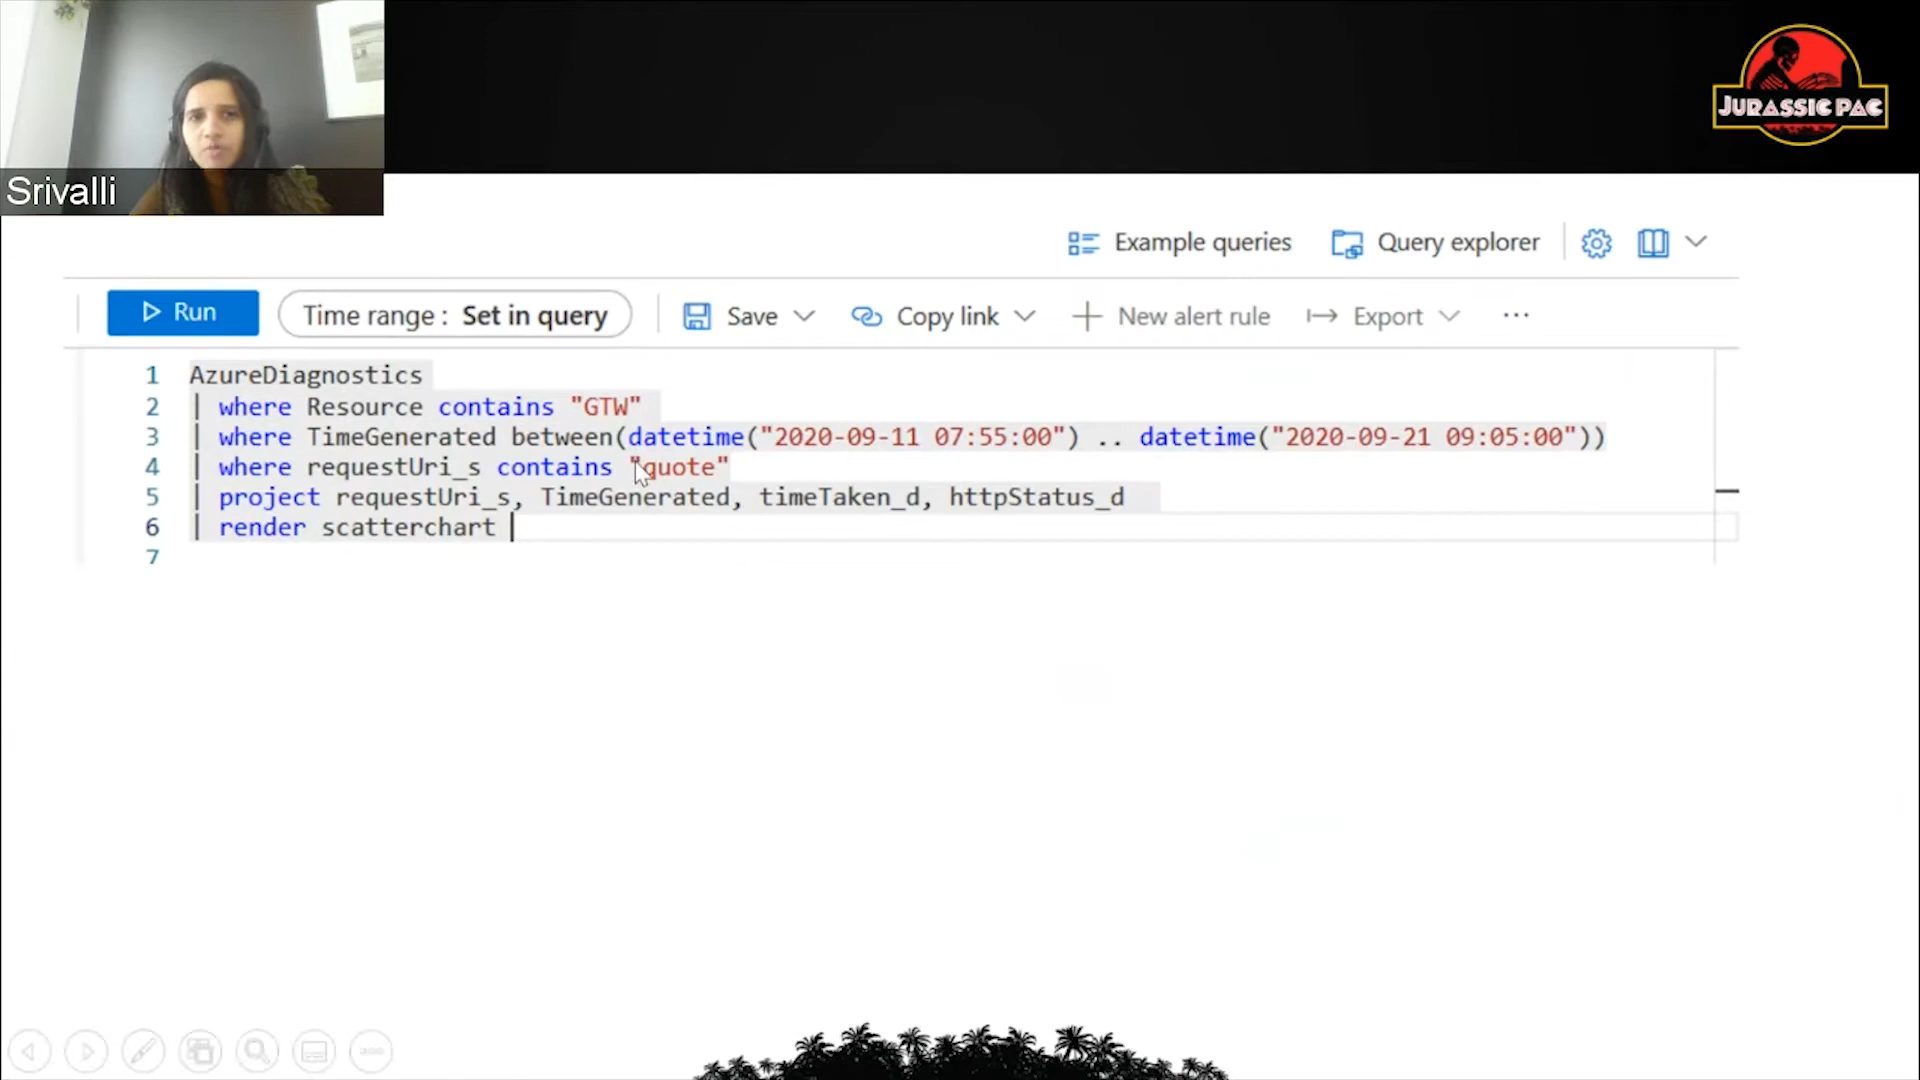 Srivalli
JURASSIC PAC
Example queries
Query explorer
Run
Time range : Set in query
Save
Copy link
New alert rule
Export
1 AzureDiagnostics
2 | where Resource contains "GTW"
3 | where TimeGenerated between(datetime("2020-09-11 07:55:00") .. datetime("2020-09-21 09:05:00"))
4 | where requestUri_s contains "quote"
5 | project requestUri_s, TimeGenerated, timeTaken_d, httpStatus_d
6 | render scatterchart
7